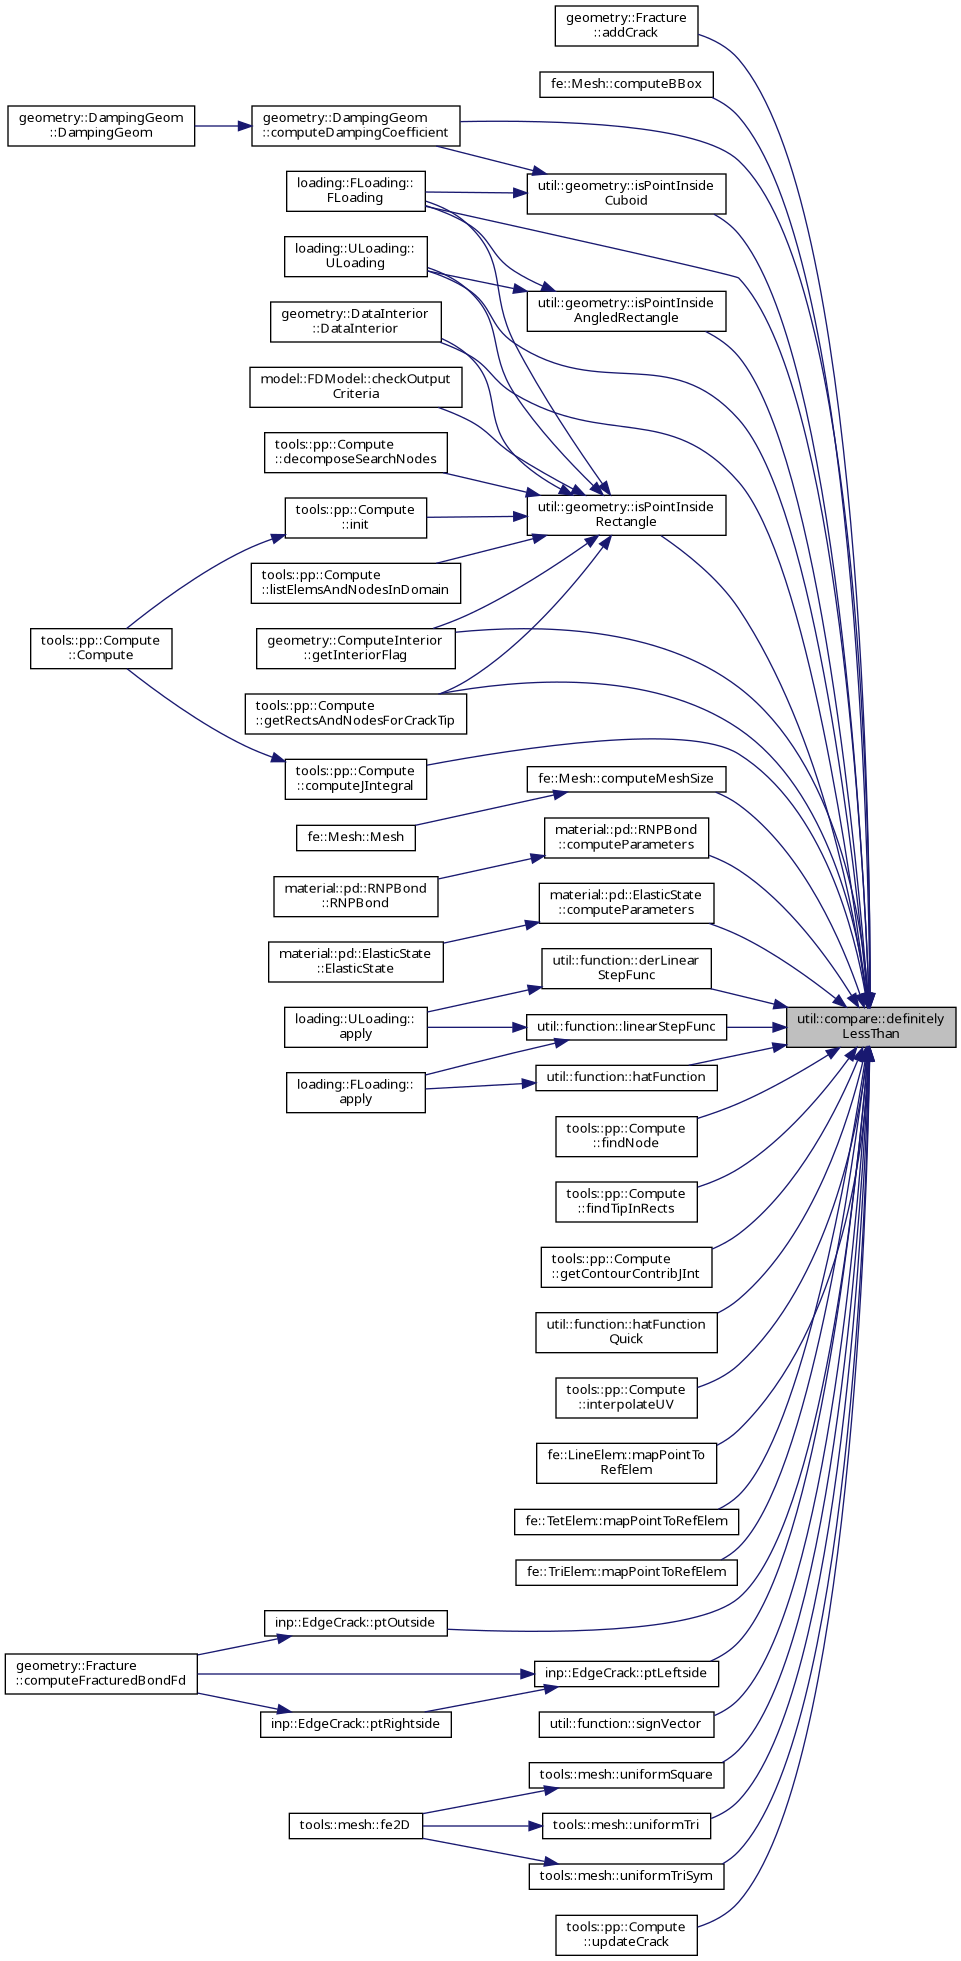 geometry::Fracture
::addCrack
fe::Mesh::computeBBox
geometry::DampingGeom
::DampingGeom
geometry::DampingGeom
::computeDampingCoefficient
loading::FLoading::
FLoading
util::geometry::isPointInside
Cuboid
loading::ULoading::
ULoading
geometry::DataInterior
::DataInterior
util::geometry::isPointInside
AngledRectangle
model::FDModel::checkOutput
Criteria
tools::pp::Compute
::decomposeSearchNodes
tools::pp::Compute
::init
util::geometry::isPointInside
Rectangle
tools::pp::Compute
::listElemsAndNodesInDomain
tools::pp::Compute
::Compute
geometry::ComputeInterior
::getInteriorFlag
tools::pp::Compute
::getRectsAndNodesForCrackTip
tools::pp::Compute
::computeJIntegral
fe::Mesh::computeMeshSize
fe::Mesh::Mesh
material::pd::RNPBond
::computeParameters
material::pd::RNPBond
::RNPBond
material::pd::ElasticState
::computeParameters
material::pd::ElasticState
::ElasticState
util::function::derLinear
StepFunc
loading::ULoading::
apply
util::function::linearStepFunc
util::compare::definitely
LessThan
loading::FLoading::
apply
util::function::hatFunction
tools::pp::Compute
::findNode
tools::pp::Compute
::findTipInRects
tools::pp::Compute
::getContourContribJInt
util::function::hatFunction
Quick
tools::pp::Compute
::interpolateUV
fe::LineElem::mapPointTo
RefElem
fe::TetElem::mapPointToRefElem
fe::TriElem::mapPointToRefElem
inp::EdgeCrack::ptOutside
geometry::Fracture
::computeFracturedBondFd
inp::EdgeCrack::ptLeftside
inp::EdgeCrack::ptRightside
util::function::signVector
tools::mesh::uniformSquare
tools::mesh::fe2D
tools::mesh::uniformTri
tools::mesh::uniformTriSym
tools::pp::Compute
::updateCrack